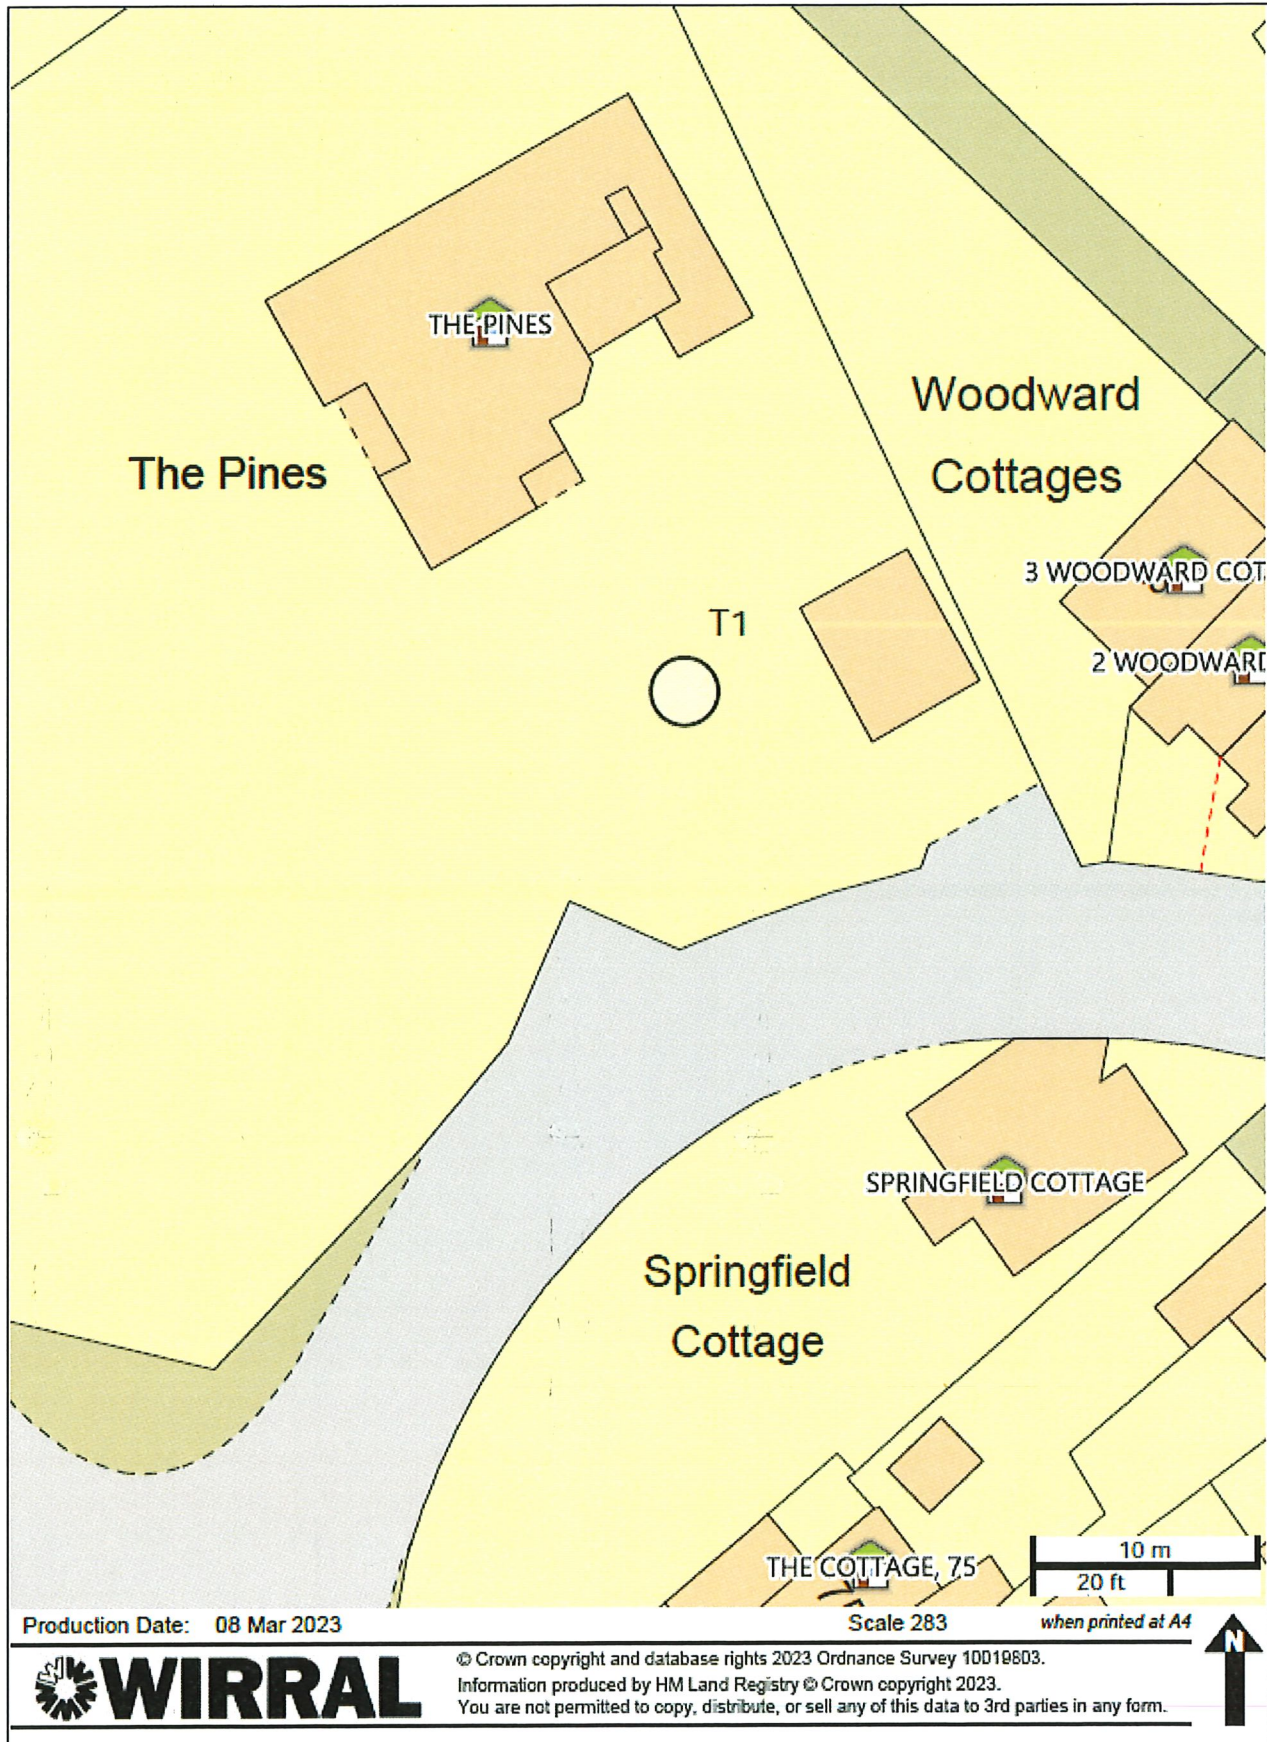 THE PINES
Woodward
Cottages
The Pines
3 WOODWARD COT
T1
2 WOODWARD
SPRINGFIELD COTTAGE
Springfield
Cottage
10 m
THE COTTAGE, 75
20 ft
Production Date: 08 Mar 2023
Scale 283
when printed at A4
N
WIRRAL
© Crown copyright and database rights 2023 Ordnance Survey 10019803.
Information produced by HM Land Registry © Crown copyright 2023.
You are not permitted to copy, distribute, or sell any of this data to 3rd parties in any form.